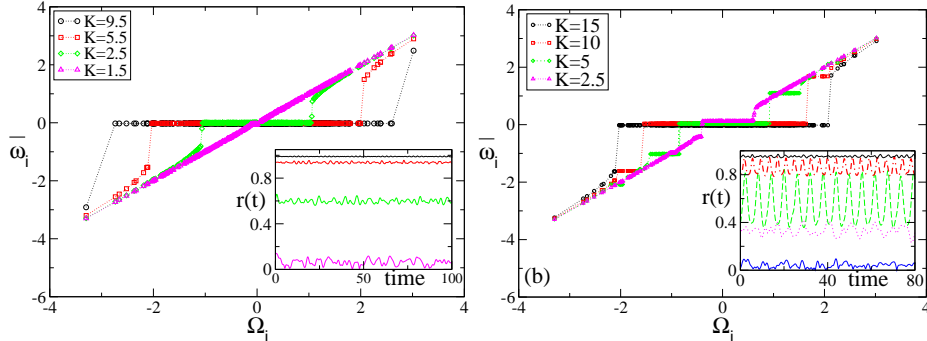 K=9.5
K=5.5
K=2.5
K=1.5
4
2
0
-2
-4
-6
ω̄ᵢ
-4 -2 0 2 4
Ωᵢ
0.8
r(t)
0.4
0
0 50 100
time
K=15
K=10
K=5
K=2.5
4
2
0
-2
-4
-6
ω̄ᵢ
(b)
-4 -2 0 2 4
Ωᵢ
0.8
r(t)
0.4
0
0 40 80
time